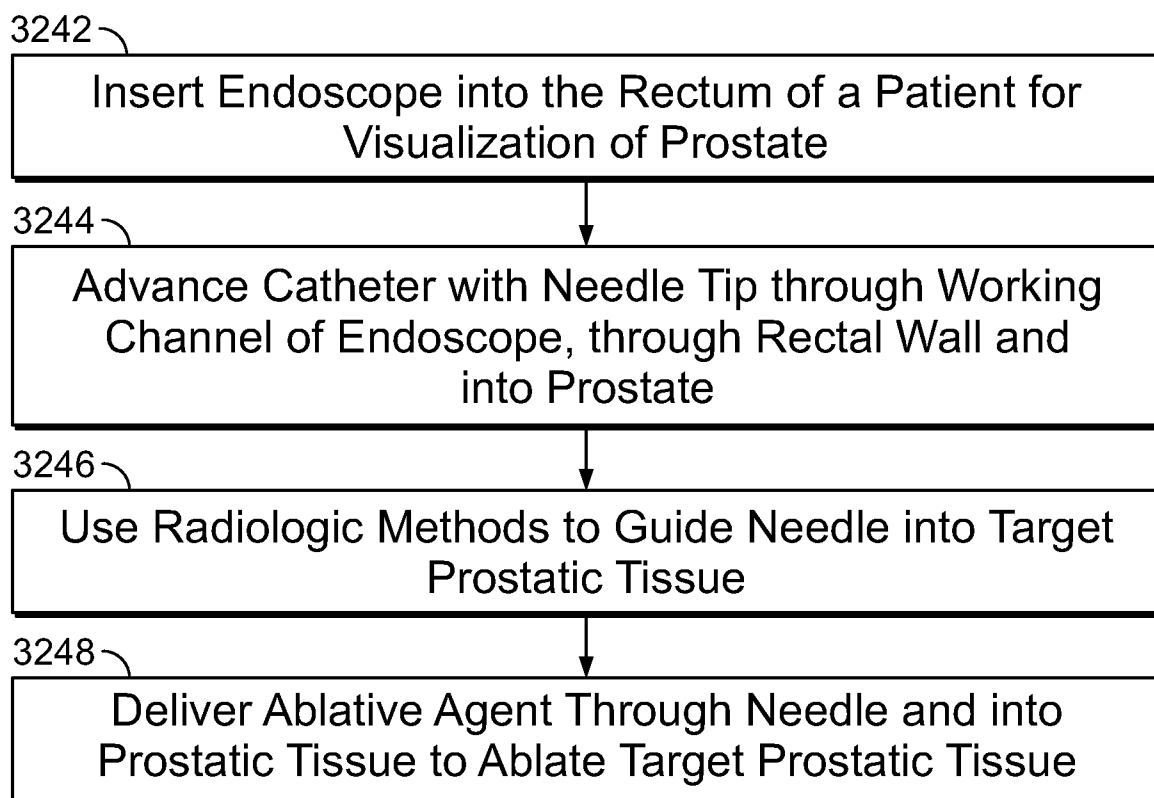 3242
Insert Endoscope into the Rectum of a Patient for
Visualization of Prostate
3244
Advance Catheter with Needle Tip through Working
Channel of Endoscope, through Rectal Wall and
into Prostate
3246
Use Radiologic Methods to Guide Needle into Target
Prostatic Tissue
3248
Deliver Ablative Agent Through Needle and into
Prostatic Tissue to Ablate Target Prostatic Tissue